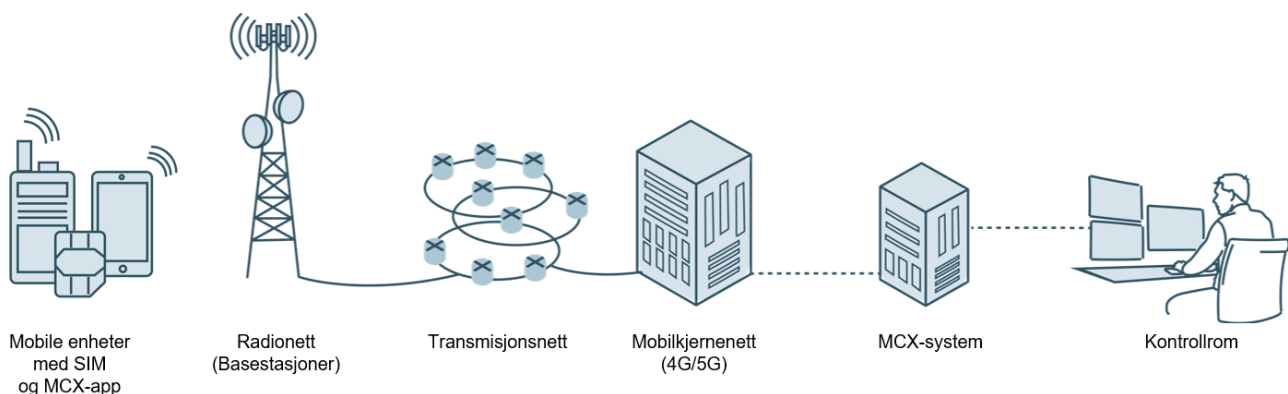 Mobile enheter
med SIM
og MCX-app
Radionett
(Basestasjoner)
Transmisjonsnett
Mobilkjernenett
(4G/5G)
MCX-system
Kontrollrom